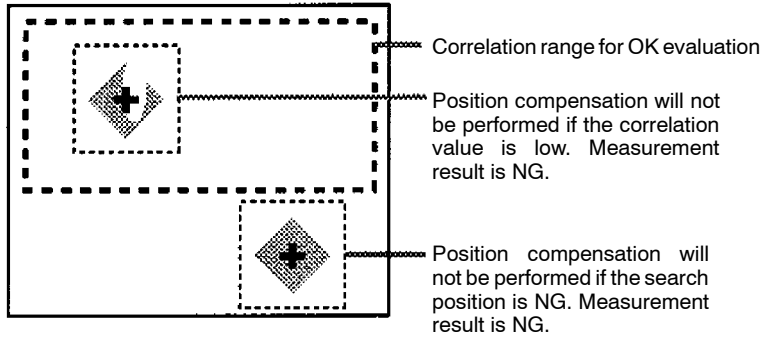 Correlation range for OK evaluation
Position compensation will not
be performed if the correlation
value is low. Measurement
result is NG.
Position compensation will
not be performed if the search
position is NG. Measurement
result is NG.